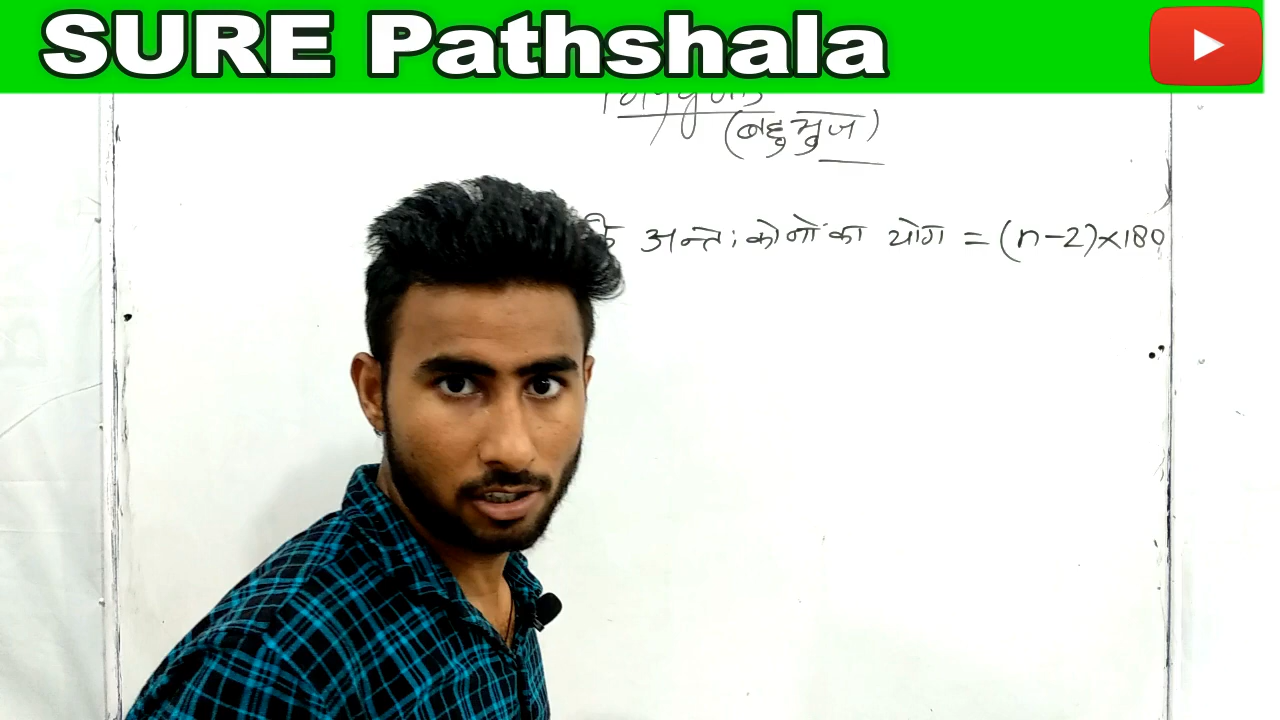 SURE Pathshala
(बहुभुज)
के अन्तः कोनों का योग = (n-2)×180